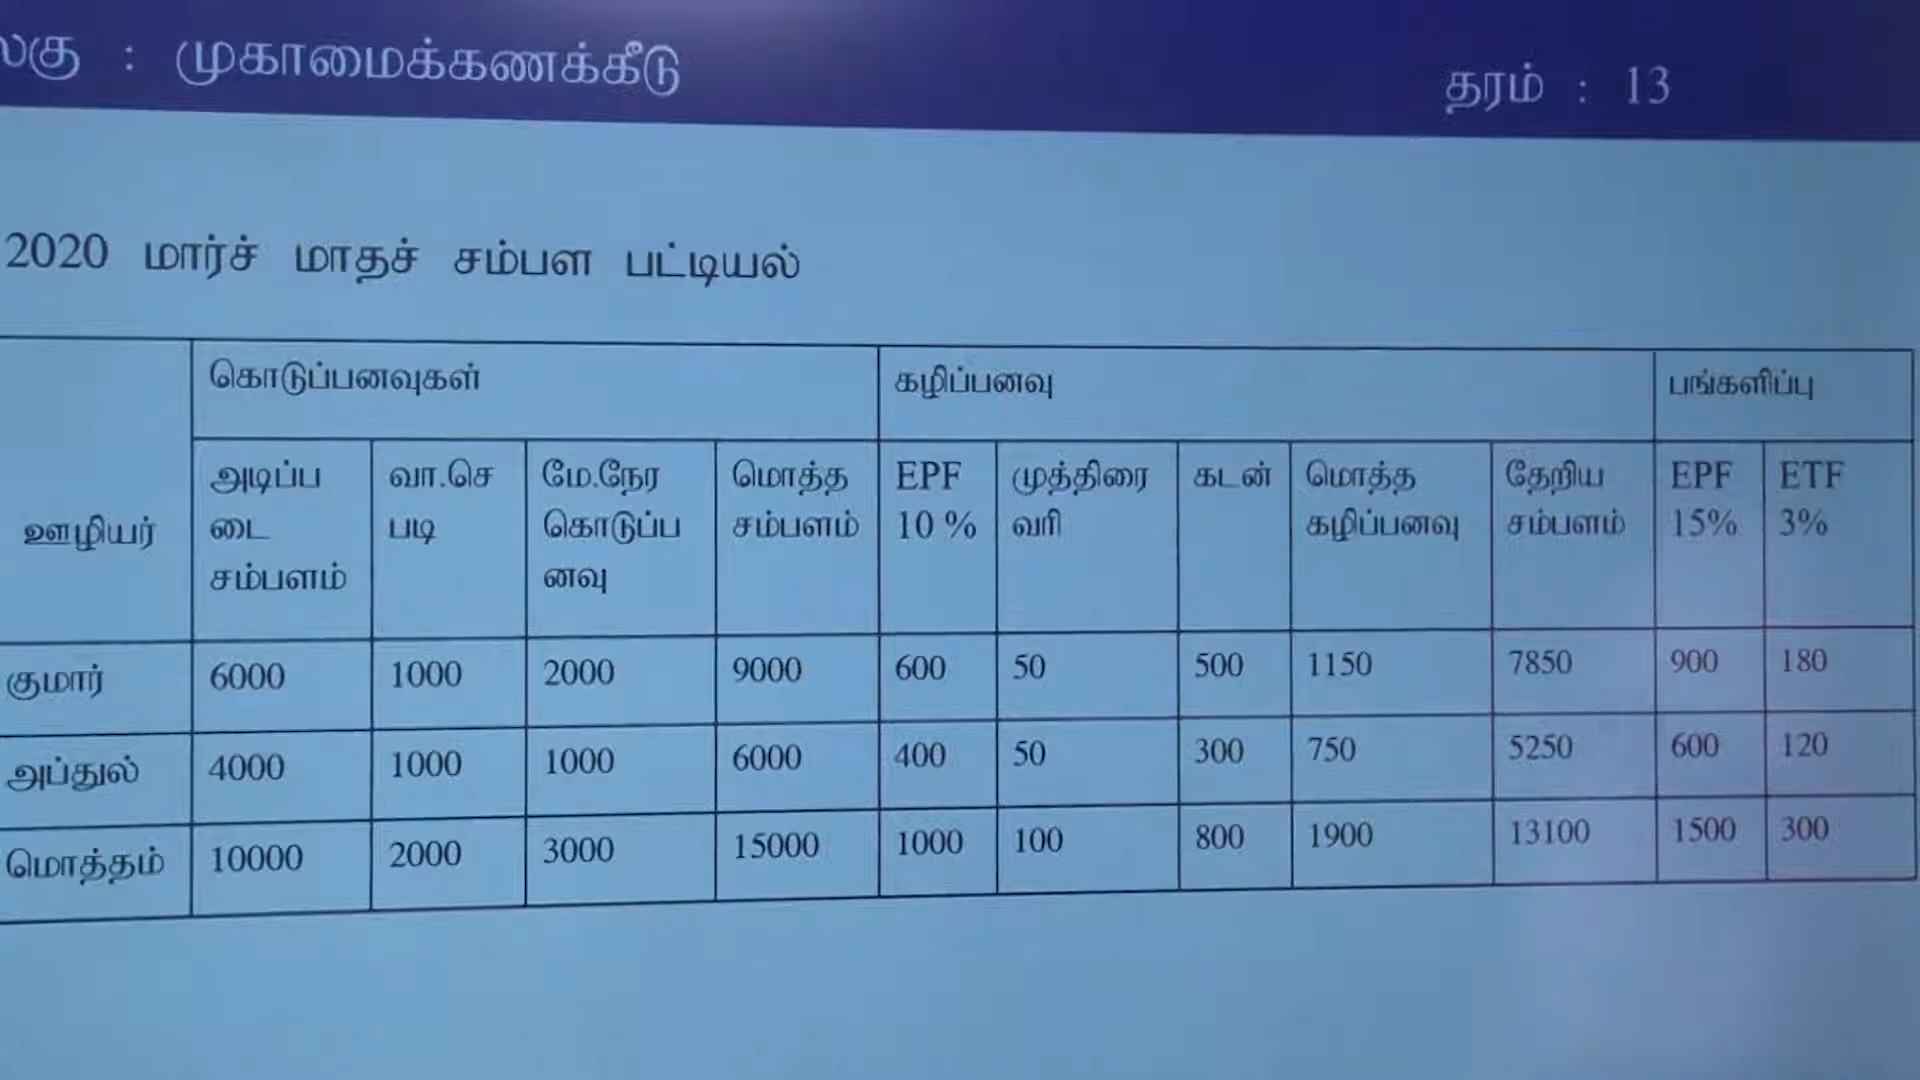 முகாமைக்கணக்கீடு
தரம் : 13
2020 மார்ச் மாதச் சம்பள பட்டியல்
ஊழியர் கொடுப்பனவுகள் கழிப்பனவு பங்களிப்பு
அடிப்ப வா.செ மே.நேர மொத்த EPF முத்திரை கடன் மொத்த தேறிய EPF ETF
டை படி கொடுப்ப சம்பளம் 10 % வரி கழிப்பனவு சம்பளம் 15% 3%
சம்பளம் னவு
குமார் 6000 1000 2000 9000 600 50 500 1150 7850 900 180
அப்துல் 4000 1000 1000 6000 400 50 300 750 5250 600 120
மொத்தம் 10000 2000 3000 15000 1000 100 800 1900 13100 1500 300